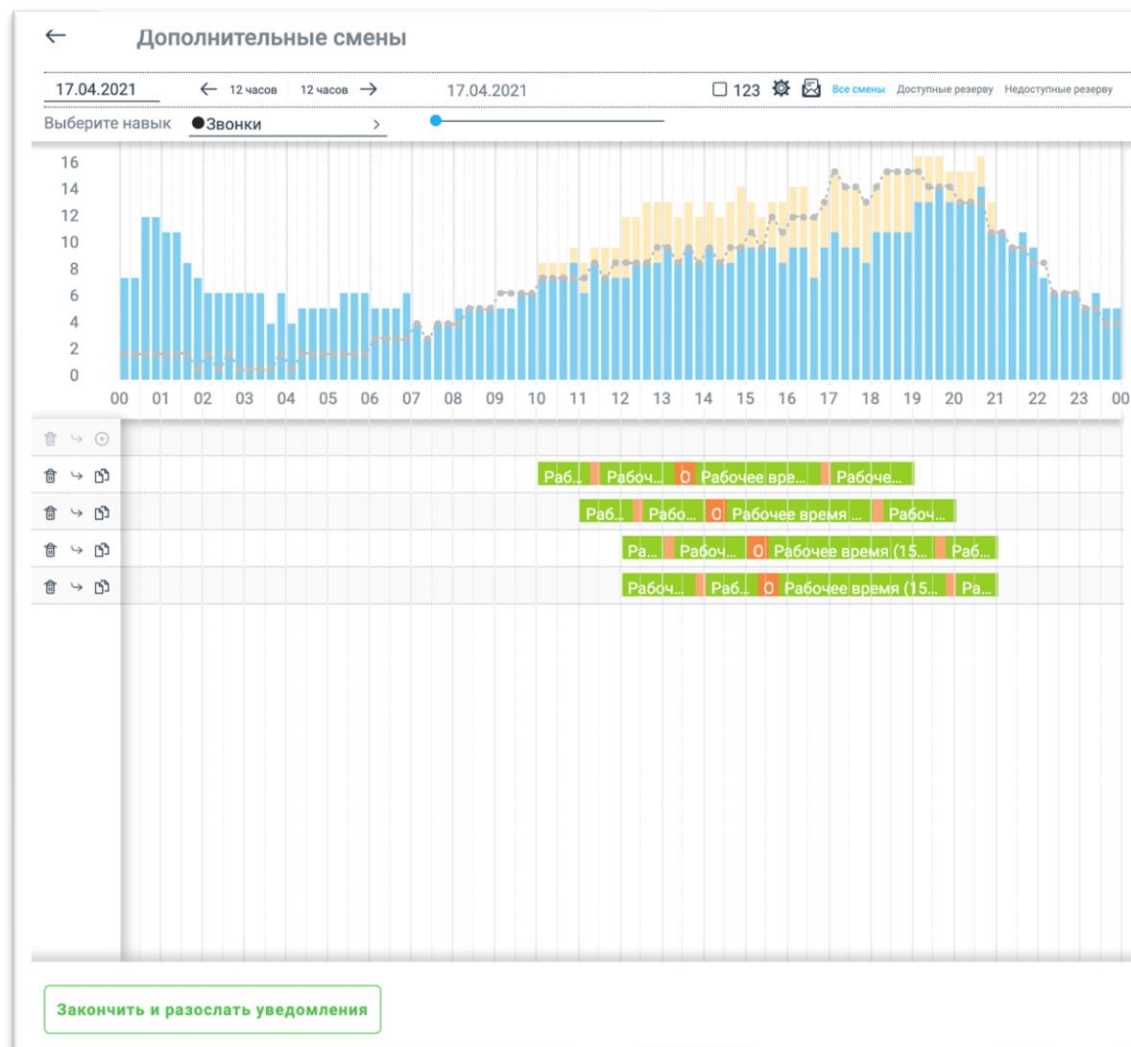 Дополнительные смены
17.04.2021 12 часов 12 часов 17.04.2021 123 Все смены Доступные резерву Недоступные резерву
Выберите навык Звонки
16
14
12
10
8
6
4
2
0
00 01 02 03 04 05 06 07 08 09 10 11 12 13 14 15 16 17 18 19 20 21 22 23 00
Раб... Рабоч... О Рабочее вре... Рабоче...
Раб... Рабо... О Рабочее время ... Рабоч...
Ра... Рабоч... О Рабочее время (15... Раб...
Рабоч... Раб... О Рабочее время (15... Ра...
Закончить и разослать уведомления